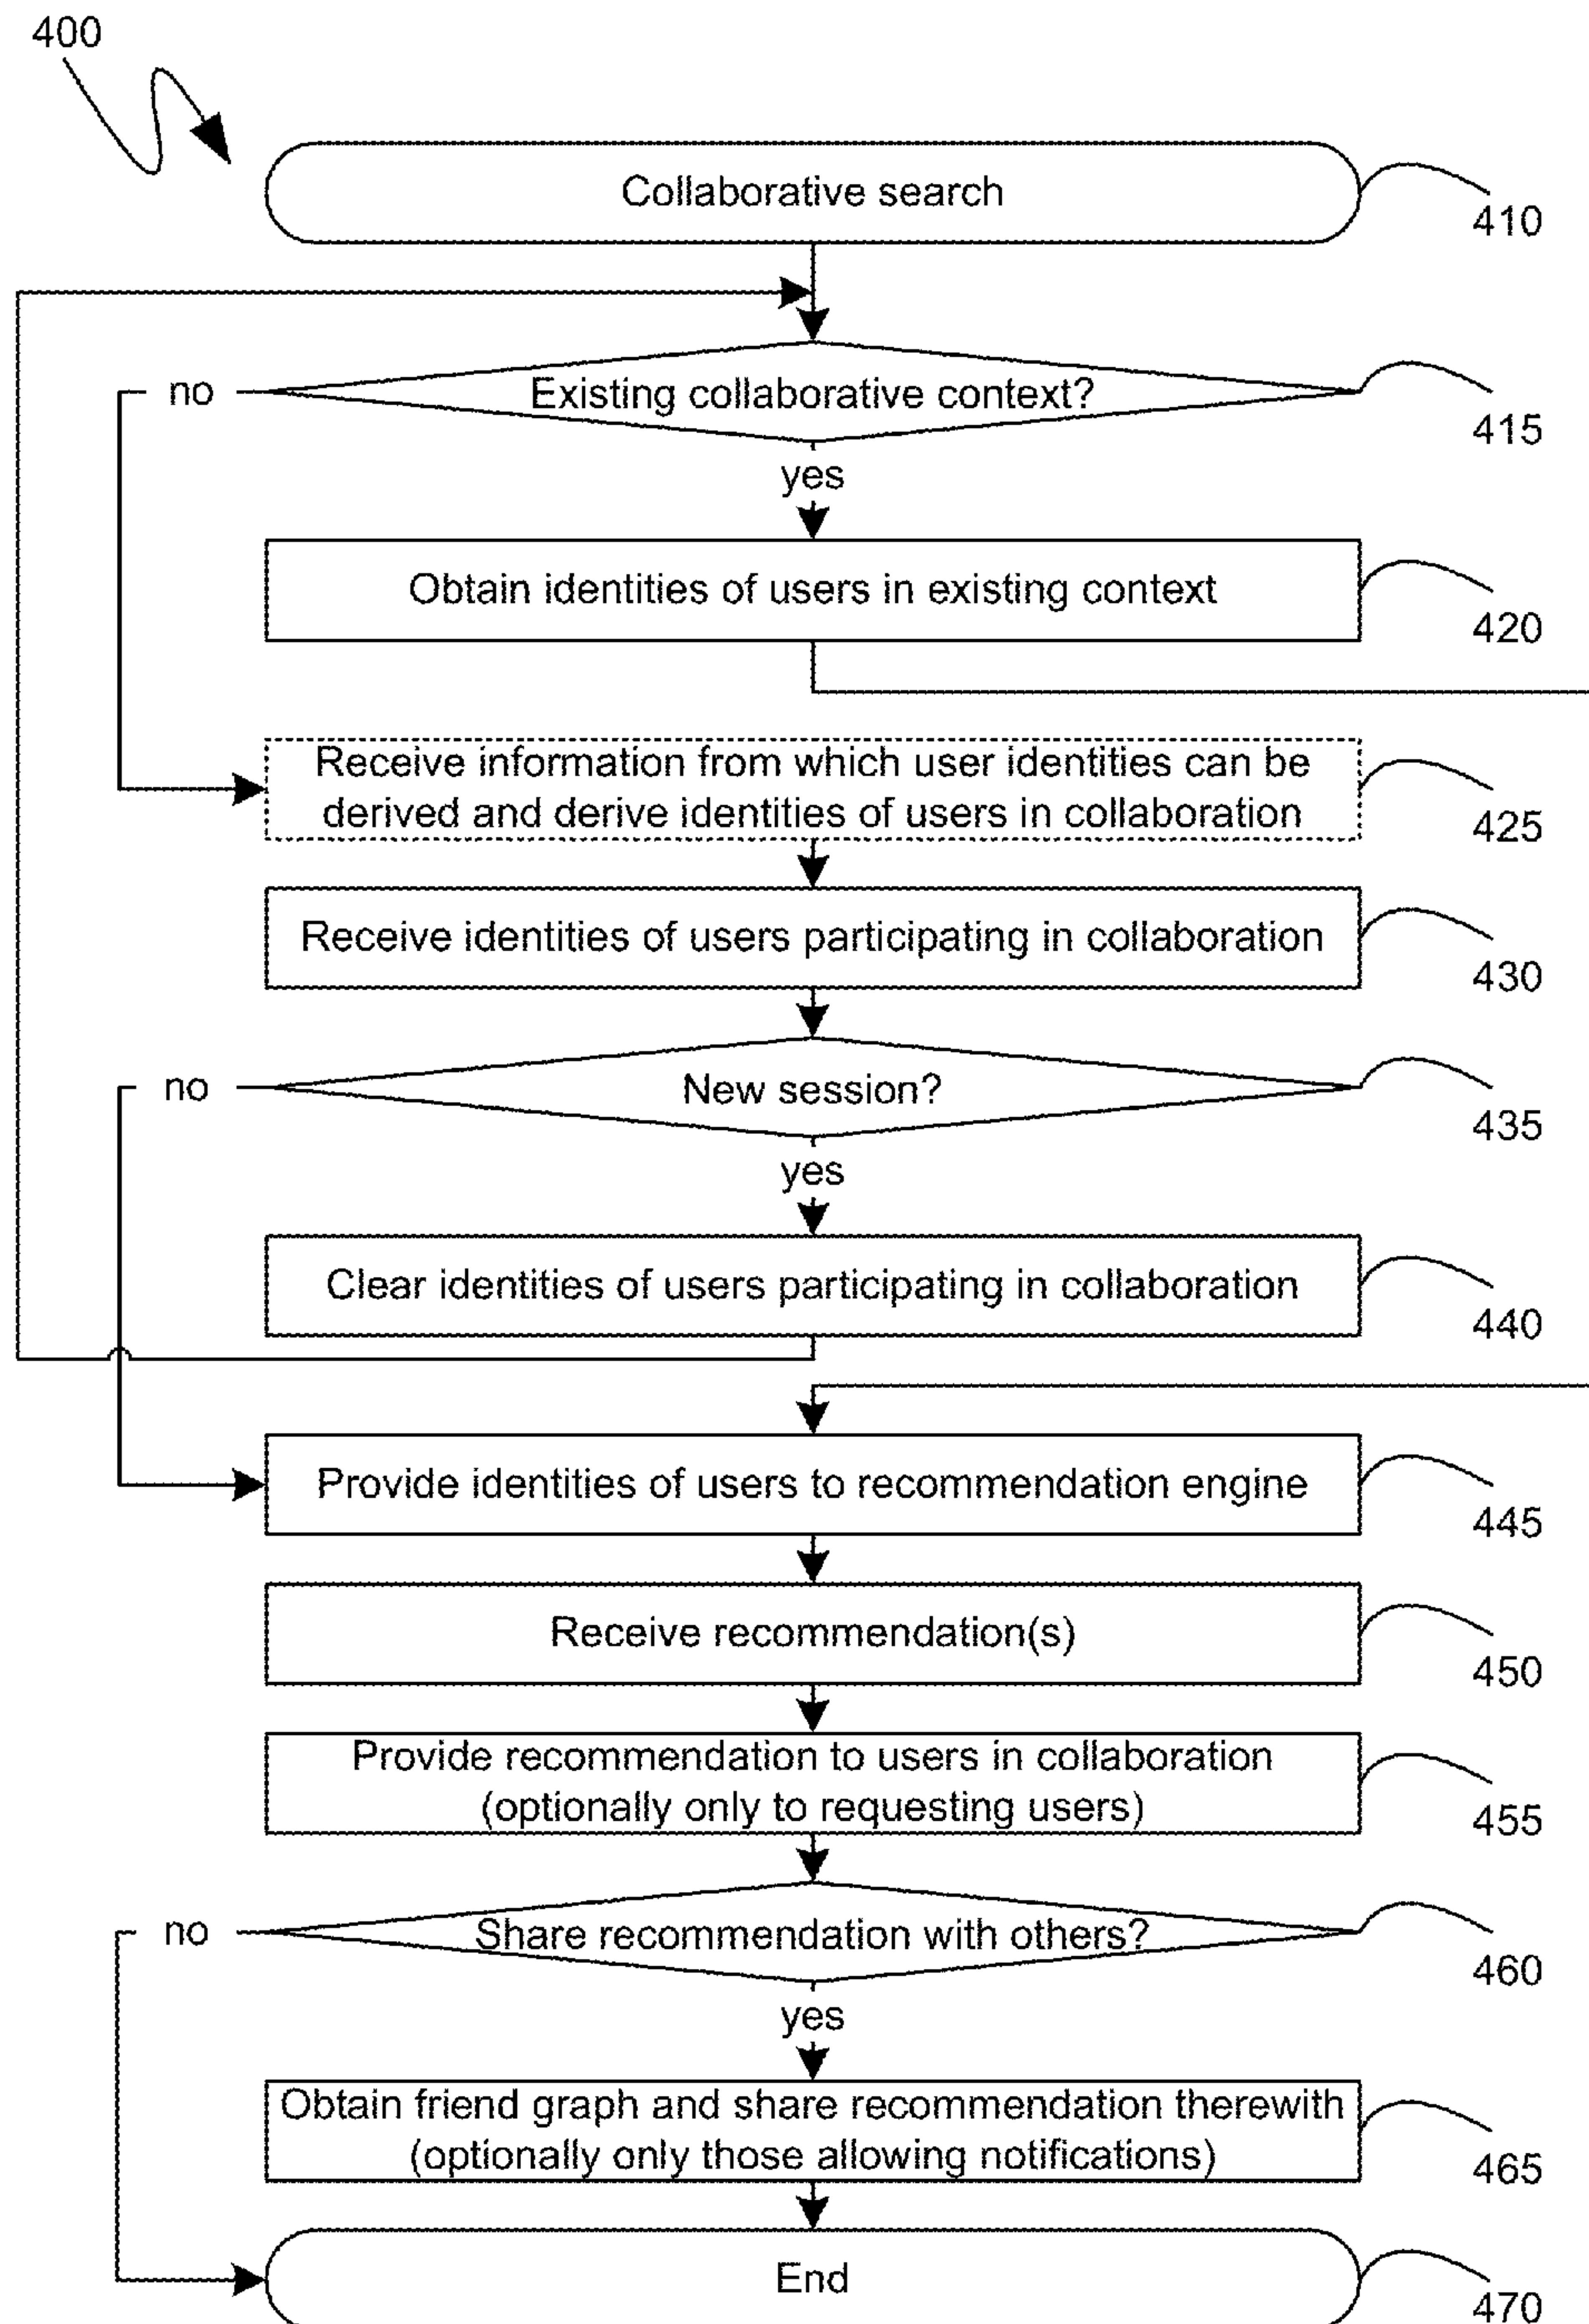 400
Collaborative search
410
Existing collaborative context?
no
415
yes
Obtain identities of users in existing context
420
Receive information from which user identities can be
derived and derive identities of users in collaboration
425
Receive identities of users participating in collaboration
430
New session?
no
435
yes
Clear identities of users participating in collaboration
440
Provide identities of users to recommendation engine
445
Receive recommendation(s)
450
Provide recommendation to users in collaboration
(optionally only to requesting users)
455
Share recommendation with others?
no
460
yes
Obtain friend graph and share recommendation therewith
(optionally only those allowing notifications)
465
End
470